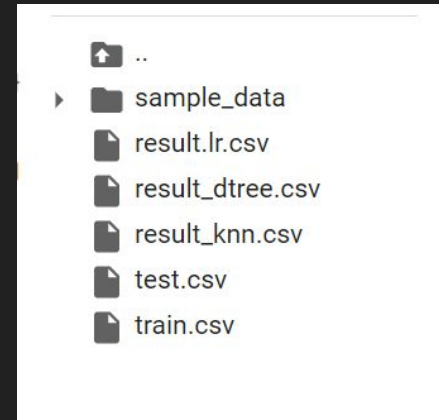 ..
sample_data
result.lr.csv
result_dtree.csv
result_knn.csv
test.csv
train.csv